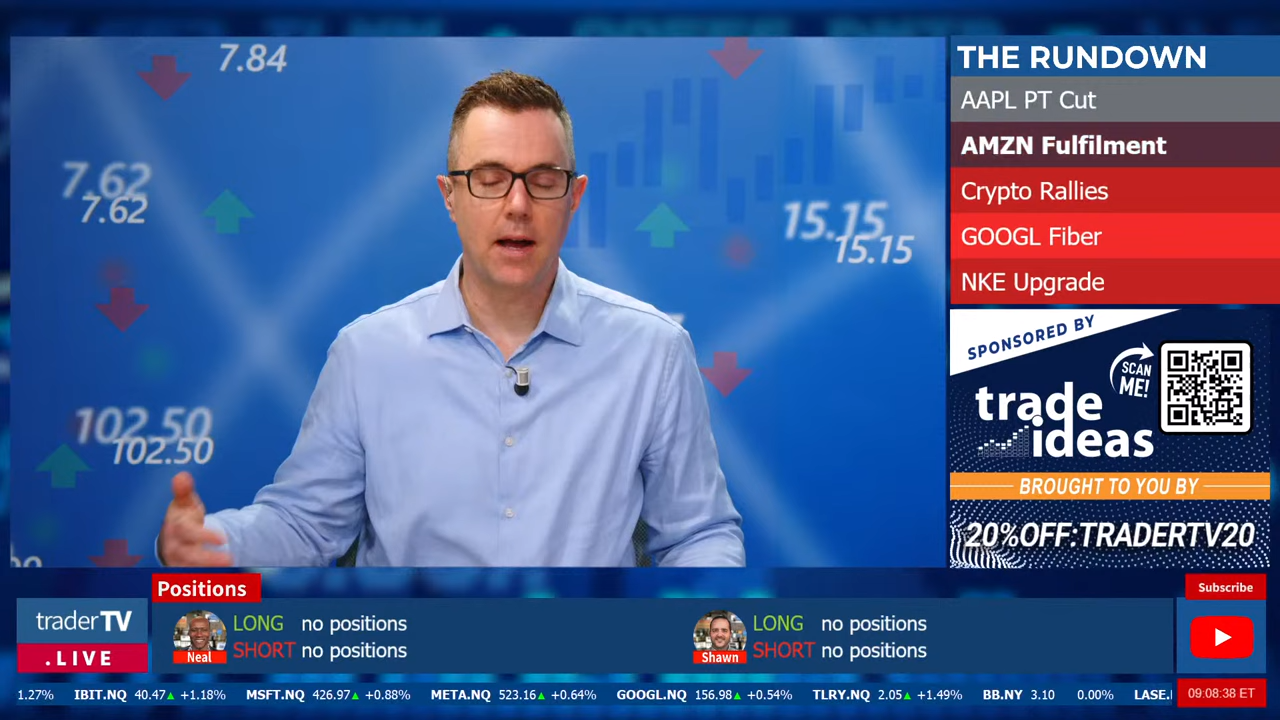 7.84
7.62
7.62
15.15
15.15
102.50
102.50
THE RUNDOWN
AAPL PT Cut
AMZN Fulfilment
Crypto Rallies
GOOGL Fiber
NKE Upgrade
SPONSORED BY
SCAN
ME!
trade
ideas
BROUGHT TO YOU BY
20%OFF:TRADERTV20
Positions
Subscribe
traderTV
.LIVE
Neal
LONG no positions
SHORT no positions
Shawn
LONG no positions
SHORT no positions
1.27% IBIT.NQ 40.47 +1.18% MSFT.NQ 426.97 +0.88% META.NQ 523.16 +0.64% GOOGL.NQ 156.98 +0.54% TLRY.NQ 2.05 +1.49% BB.NY 3.10 0.00% LASE.
09:08:38 ET